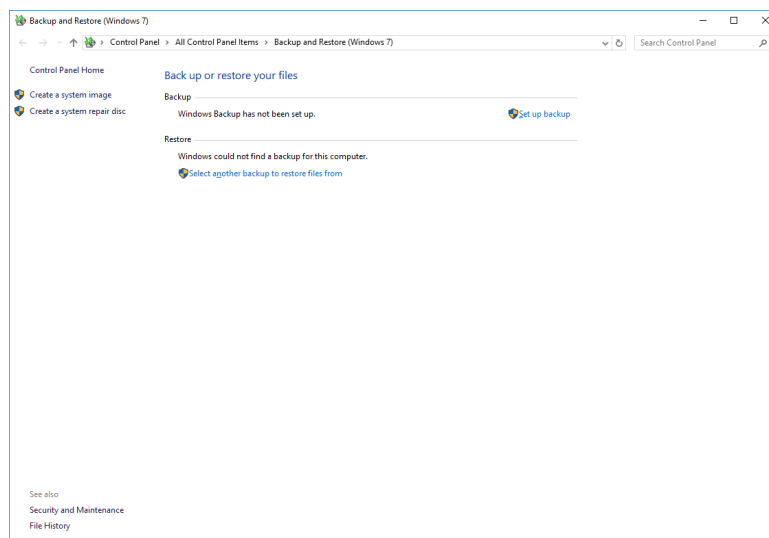 Backup and Restore (Windows 7)
Control Panel > All Control Panel Items > Backup and Restore (Windows 7)
Search Control Panel
Control Panel Home
Create a system image
Create a system repair disc
Back up or restore your files
Backup
Windows Backup has not been set up.
Set up backup
Restore
Windows could not find a backup for this computer.
Select another backup to restore files from
See also
Security and Maintenance
File History